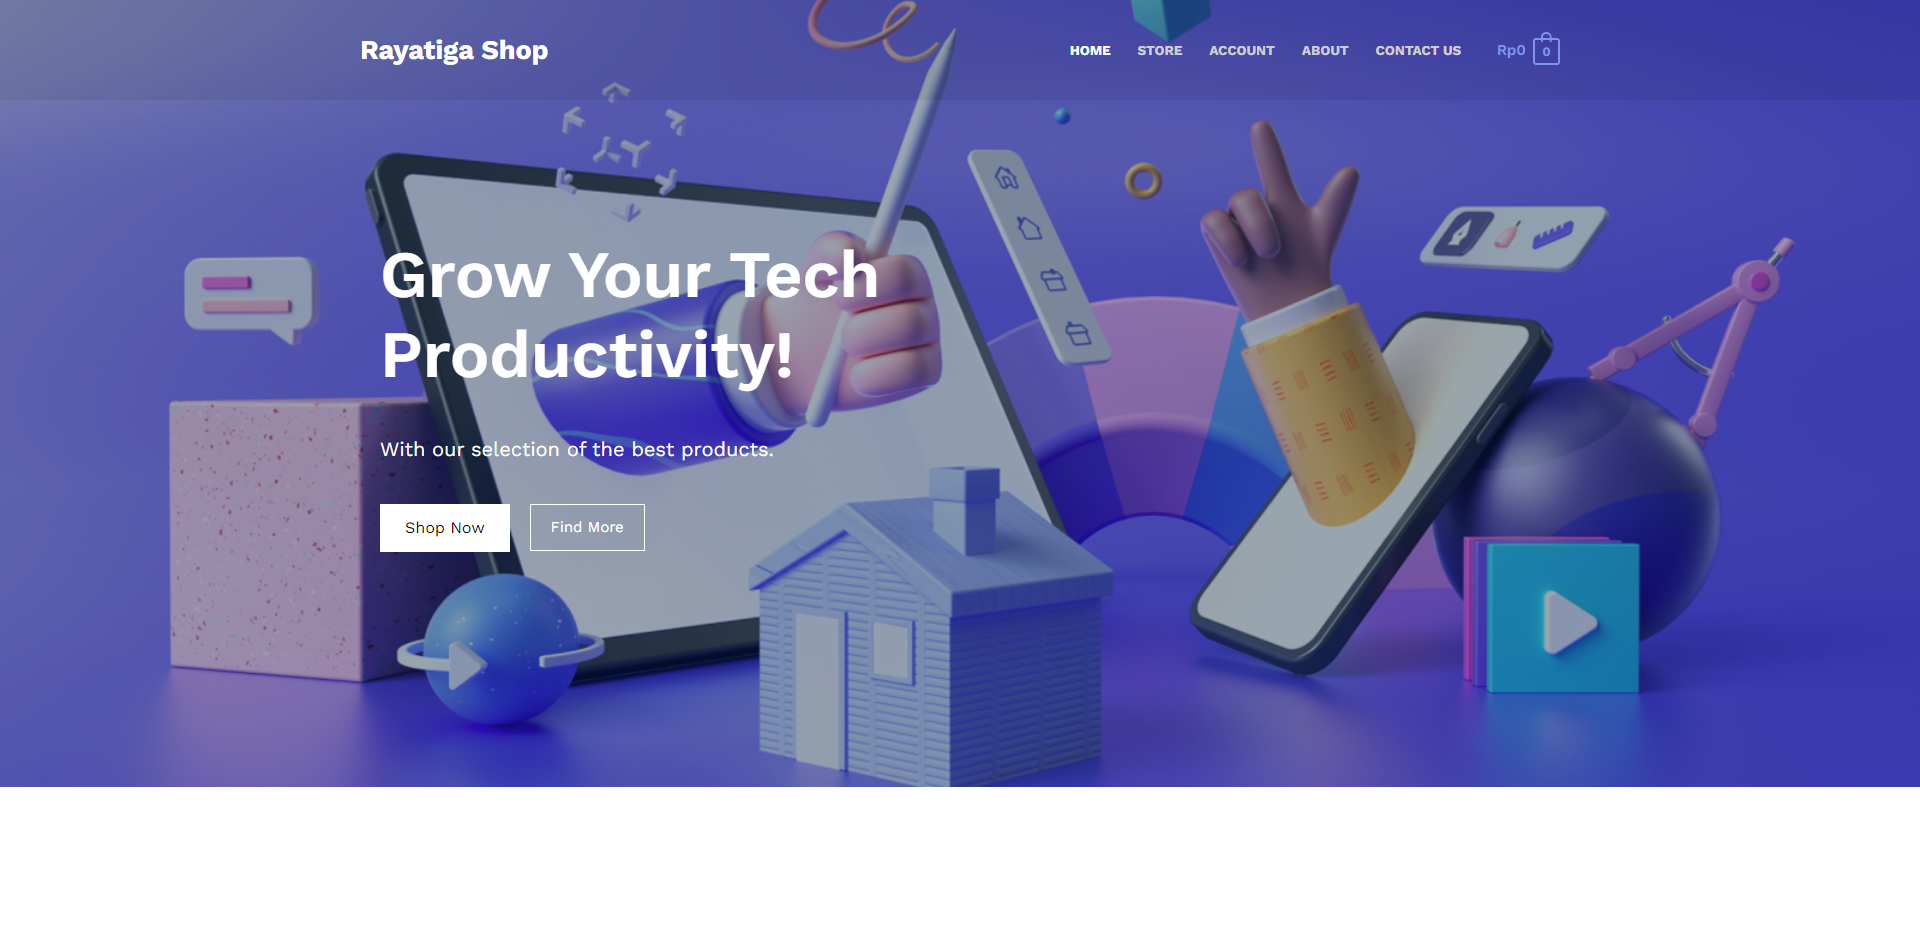 Rayatiga Shop
HOME STORE ACCOUNT ABOUT CONTACT US Rp0 0
Grow Your Tech
Productivity!
With our selection of the best products.
Shop Now Find More